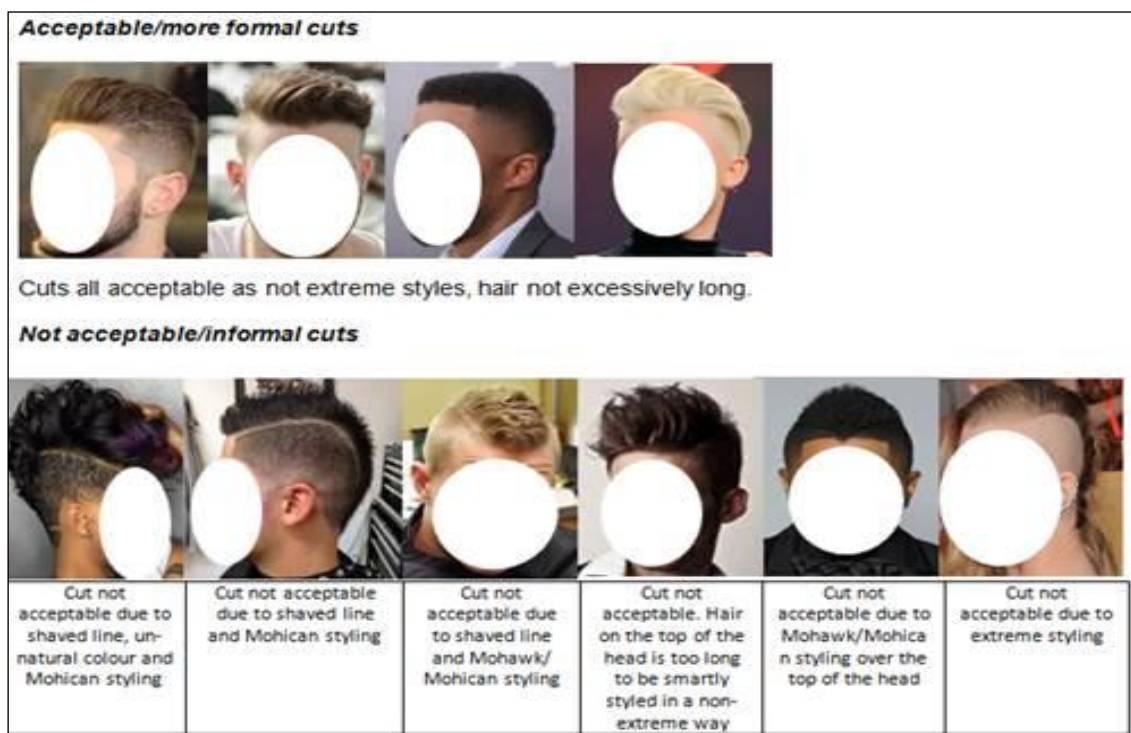 Acceptable/more formal cuts
Cuts all acceptable as not extreme styles, hair not excessively long.
Not acceptable/informal cuts
Cut not
acceptable due to
shaved line, un-
natural colour and
Mohican styling
Cut not acceptable
due to shaved line
and Mohican styling
Cut not
acceptable due
to shaved line
and Mohawk/
Mohican styling
Cut not
acceptable. Hair
on the top of the
head is too long
to be smartly
styled in a non-
extreme way
Cut not
acceptable due to
Mohawk/Mohica
n styling over the
top of the head
Cut not
acceptable due to
extreme styling